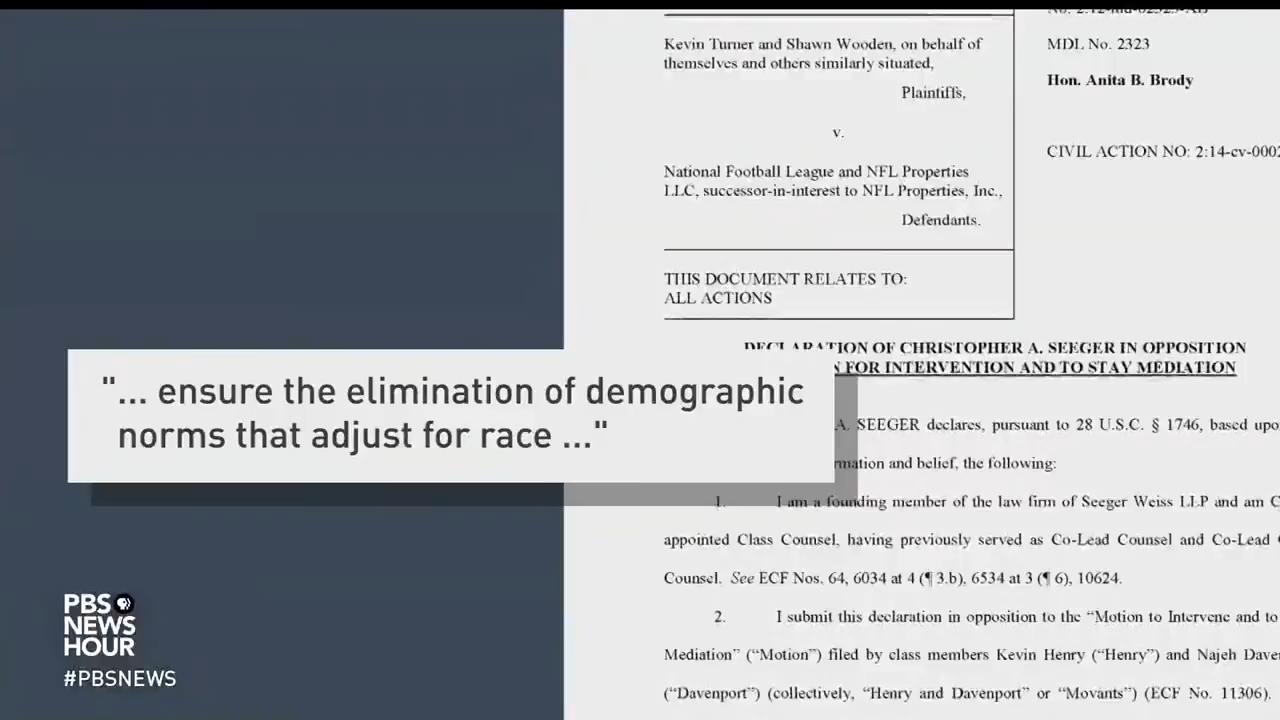 Kevin Turner and Shawn Wooden, on behalf of
themselves and others similarly situated,
Plaintiffs,
v.
National Football League and NFL Properties
LLC, successor-in-interest to NFL Properties, Inc.,
Defendants.
THIS DOCUMENT RELATES TO:
ALL ACTIONS
MDL No. 2323
Hon. Anita B. Brody
CIVIL ACTION NO: 2:14-cv-0002
DECLARATION OF CHRISTOPHER A. SEEGER IN OPPOSITION
FOR INTERVENTION AND TO STAY MEDIATION
"... ensure the elimination of demographic
norms that adjust for race ..."
A. SEEGER declares, pursuant to 28 U.S.C. § 1746, based
and belief, the following:
1. I am a founding member of the law firm of Seeger Weiss LLP and am
appointed Class Counsel, having previously served as Co-Lead Counsel and Co-Lead
Counsel. See ECF Nos. 64, 6034 at 4 (¶ 3.b), 6534 at 3 (¶ 6), 10624.
2. I submit this declaration in opposition to the “Motion to Intervene and to
Mediation” (“Motion”) filed by class members Kevin Henry (“Henry”) and Najeh
(“Davenport”) (collectively, “Henry and Davenport” or “Movants”) (ECF No. 11306).
PBS
NEWS
HOUR
#PBSNEWS